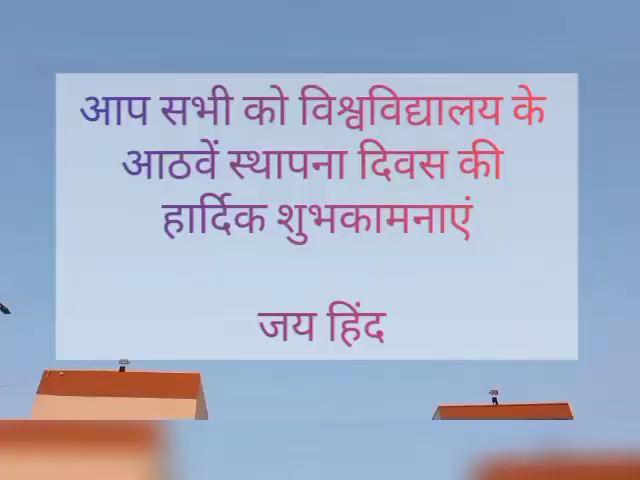 आप सभी को विश्वविद्यालय के
आठवें स्थापना दिवस की
हार्दिक शुभकामनाएं
जय हिंद